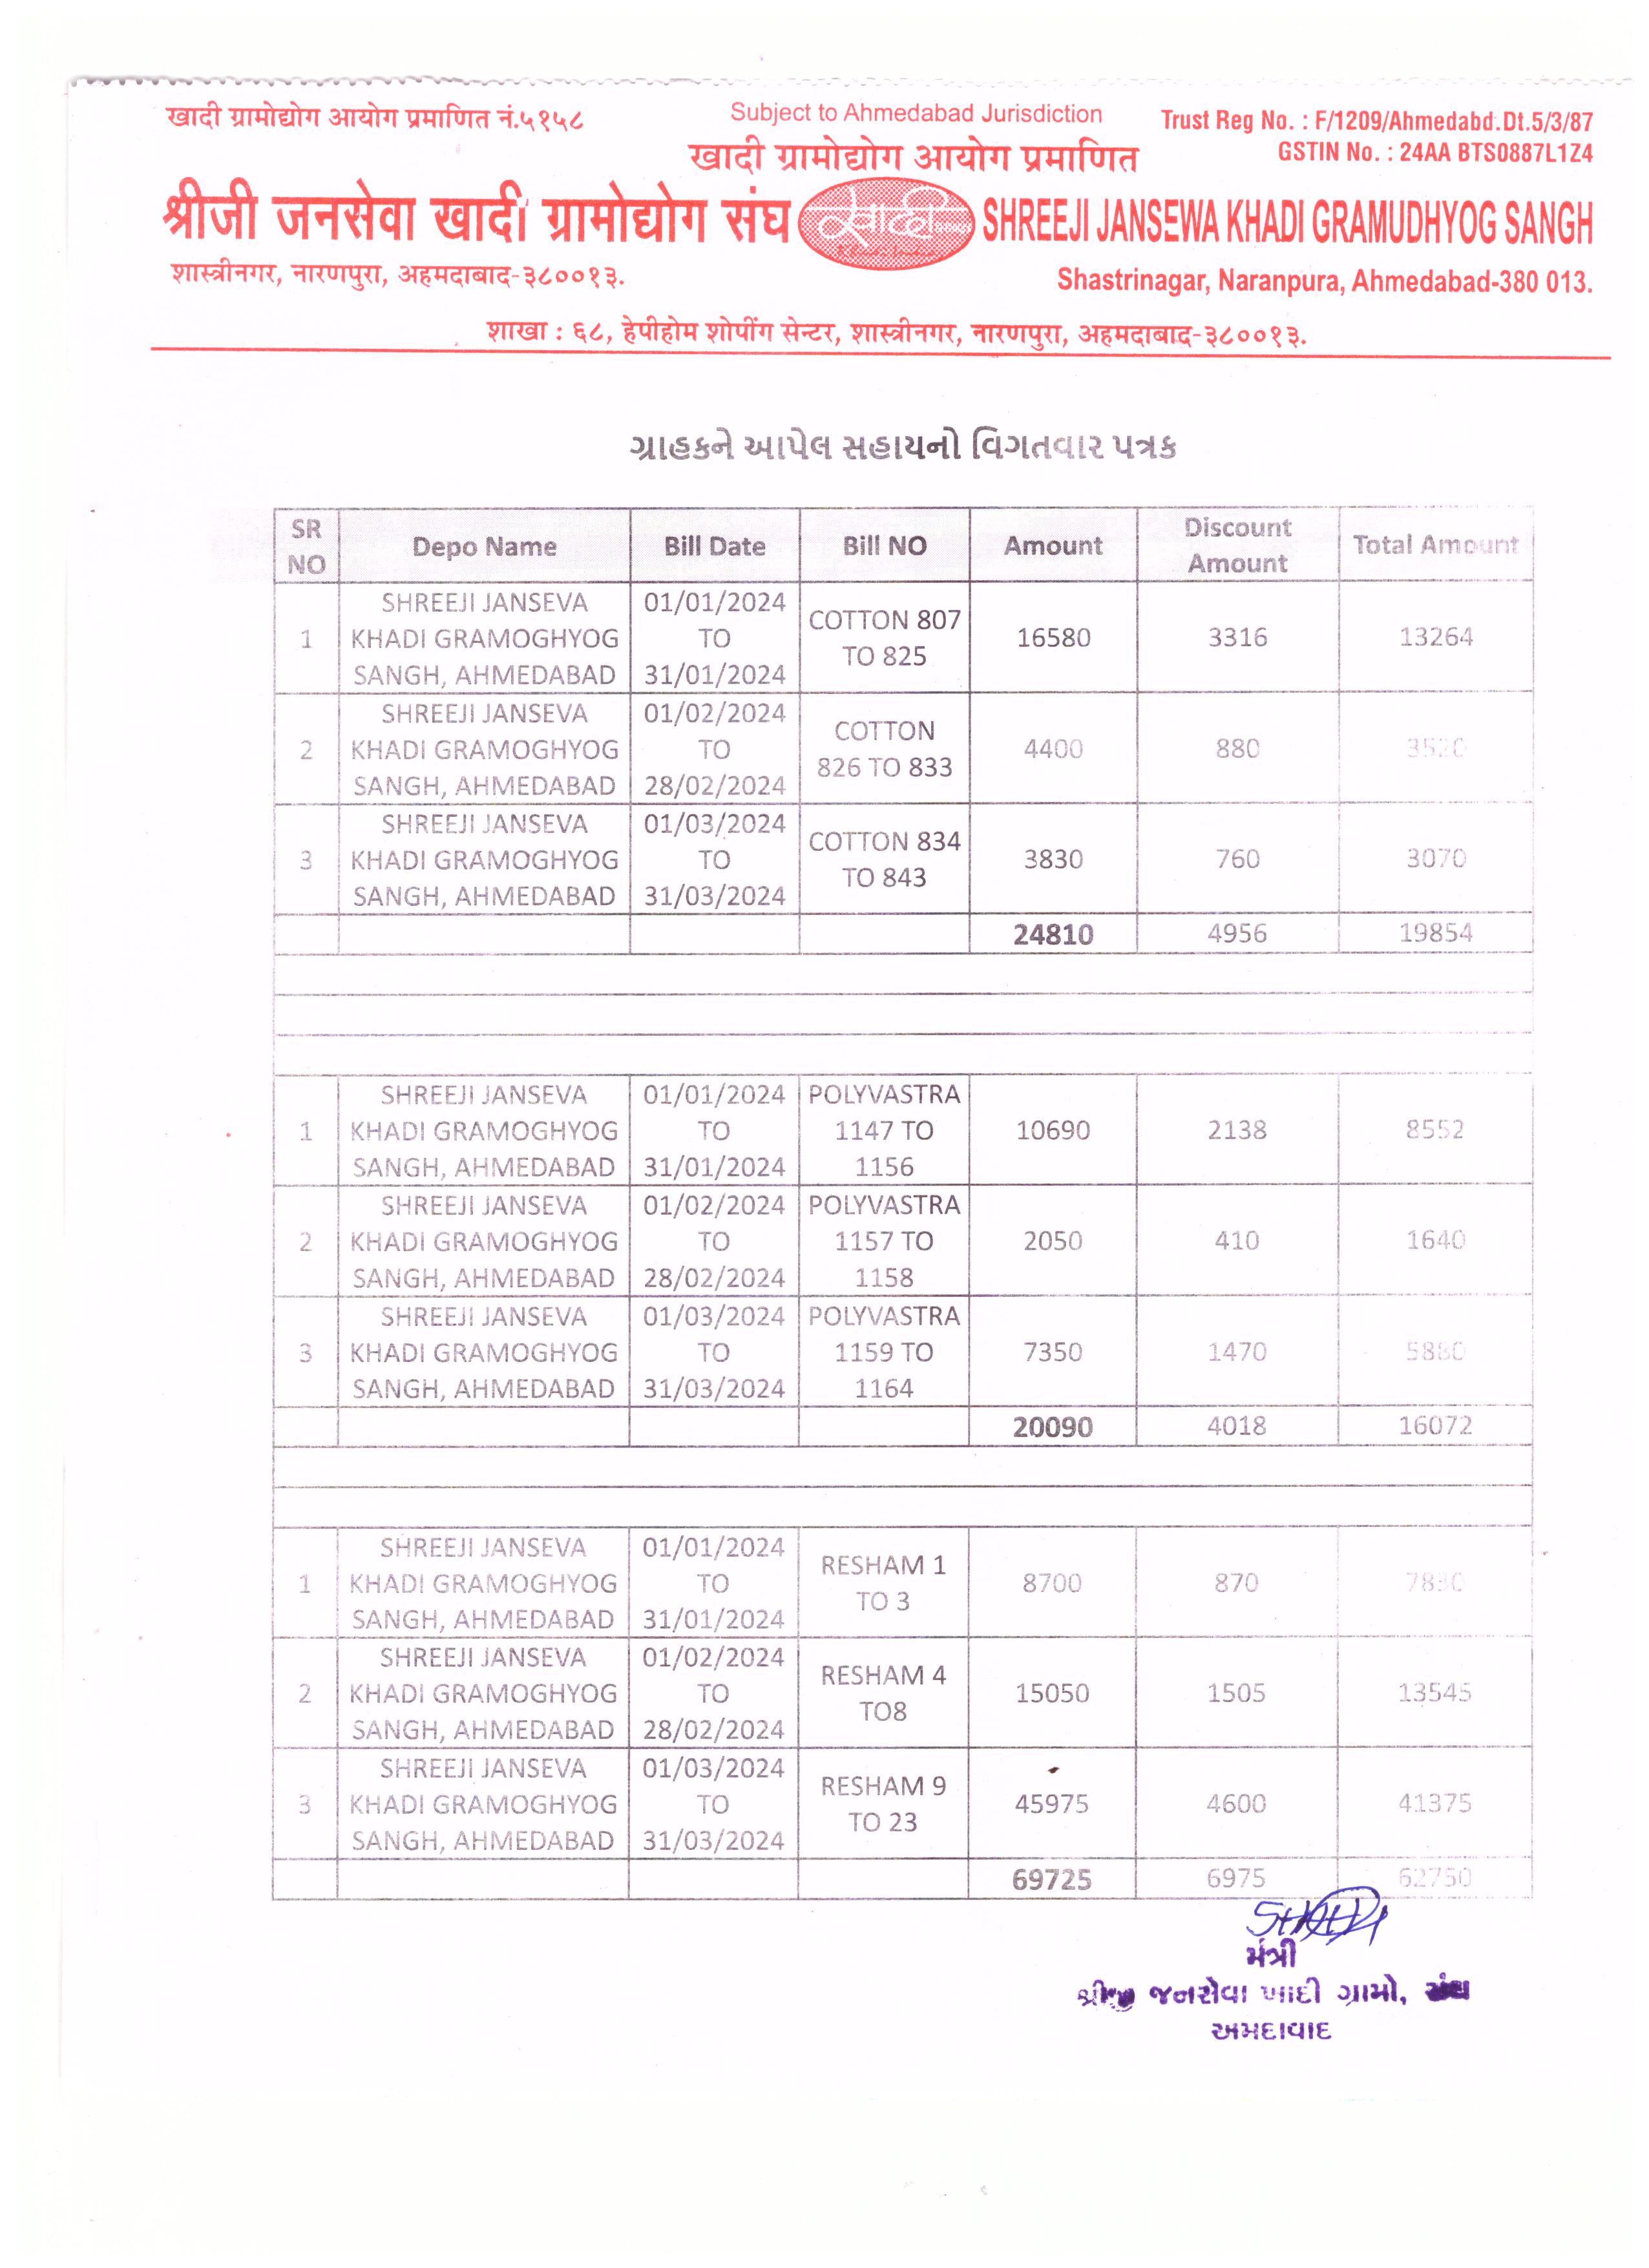 खादी ग्रामोद्योग आयोग प्रमाणित नं.५१५८
Subject to Ahmedabad Jurisdiction
Trust Reg No. : F/1209/Ahmedabd.Dt.5/3/87
खादी ग्रामोद्योग आयोग प्रमाणित
GSTIN No. : 24AA BTS0887L1Z4
श्रीजी जनसेवा खादी ग्रामोद्योग संघ खादी SHREEJI JANSEWA KHADI GRAMUDHYOG SANGH
शास्त्रीनगर, नारणपुरा, अहमदाबाद-३८००१३.
Shastrinagar, Naranpura, Ahmedabad-380 013.
शाखा : ६८, हेपीहोम शोपींग सेन्टर, शास्त्रीनगर, नारणपुरा, अहमदाबाद-३८००१३.
ગ્રાહકને આપેલ સહાયનો વિગતવાર પત્રક
SR NO Depo Name Bill Date Bill NO Amount Discount Amount Total Amount
1 SHREEJI JANSEVA KHADI GRAMOGHYOG SANGH, AHMEDABAD 01/01/2024 TO 31/01/2024 COTTON 807 TO 825 16580 3316 13264
2 SHREEJI JANSEVA KHADI GRAMOGHYOG SANGH, AHMEDABAD 01/02/2024 TO 28/02/2024 COTTON 826 TO 833 4400 880 3520
3 SHREEJI JANSEVA KHADI GRAMOGHYOG SANGH, AHMEDABAD 01/03/2024 TO 31/03/2024 COTTON 834 TO 843 3830 760 3070
24810 4956 19854
1 SHREEJI JANSEVA KHADI GRAMOGHYOG SANGH, AHMEDABAD 01/01/2024 TO 31/01/2024 POLYVASTRA 1147 TO 1156 10690 2138 8552
2 SHREEJI JANSEVA KHADI GRAMOGHYOG SANGH, AHMEDABAD 01/02/2024 TO 28/02/2024 POLYVASTRA 1157 TO 1158 2050 410 1640
3 SHREEJI JANSEVA KHADI GRAMOGHYOG SANGH, AHMEDABAD 01/03/2024 TO 31/03/2024 POLYVASTRA 1159 TO 1164 7350 1470 5880
20090 4018 16072
1 SHREEJI JANSEVA KHADI GRAMOGHYOG SANGH, AHMEDABAD 01/01/2024 TO 31/01/2024 RESHAM 1 TO 3 8700 870 7830
2 SHREEJI JANSEVA KHADI GRAMOGHYOG SANGH, AHMEDABAD 01/02/2024 TO 28/02/2024 RESHAM 4 TO8 15050 1505 13545
3 SHREEJI JANSEVA KHADI GRAMOGHYOG SANGH, AHMEDABAD 01/03/2024 TO 31/03/2024 RESHAM 9 TO 23 45975 4600 41375
69725 6975 62750
મંત્રી
શ્રીજી જનસેવા ખાદી ગ્રામો, સંઘ
અમદાવાદ